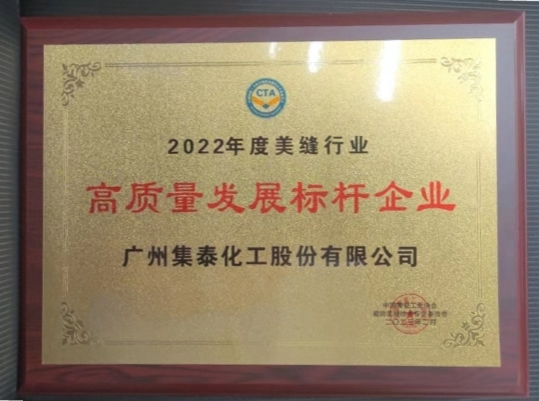 CTA
2022年度美缝行业
高质量发展标杆企业
广州集泰化工股份有限公司